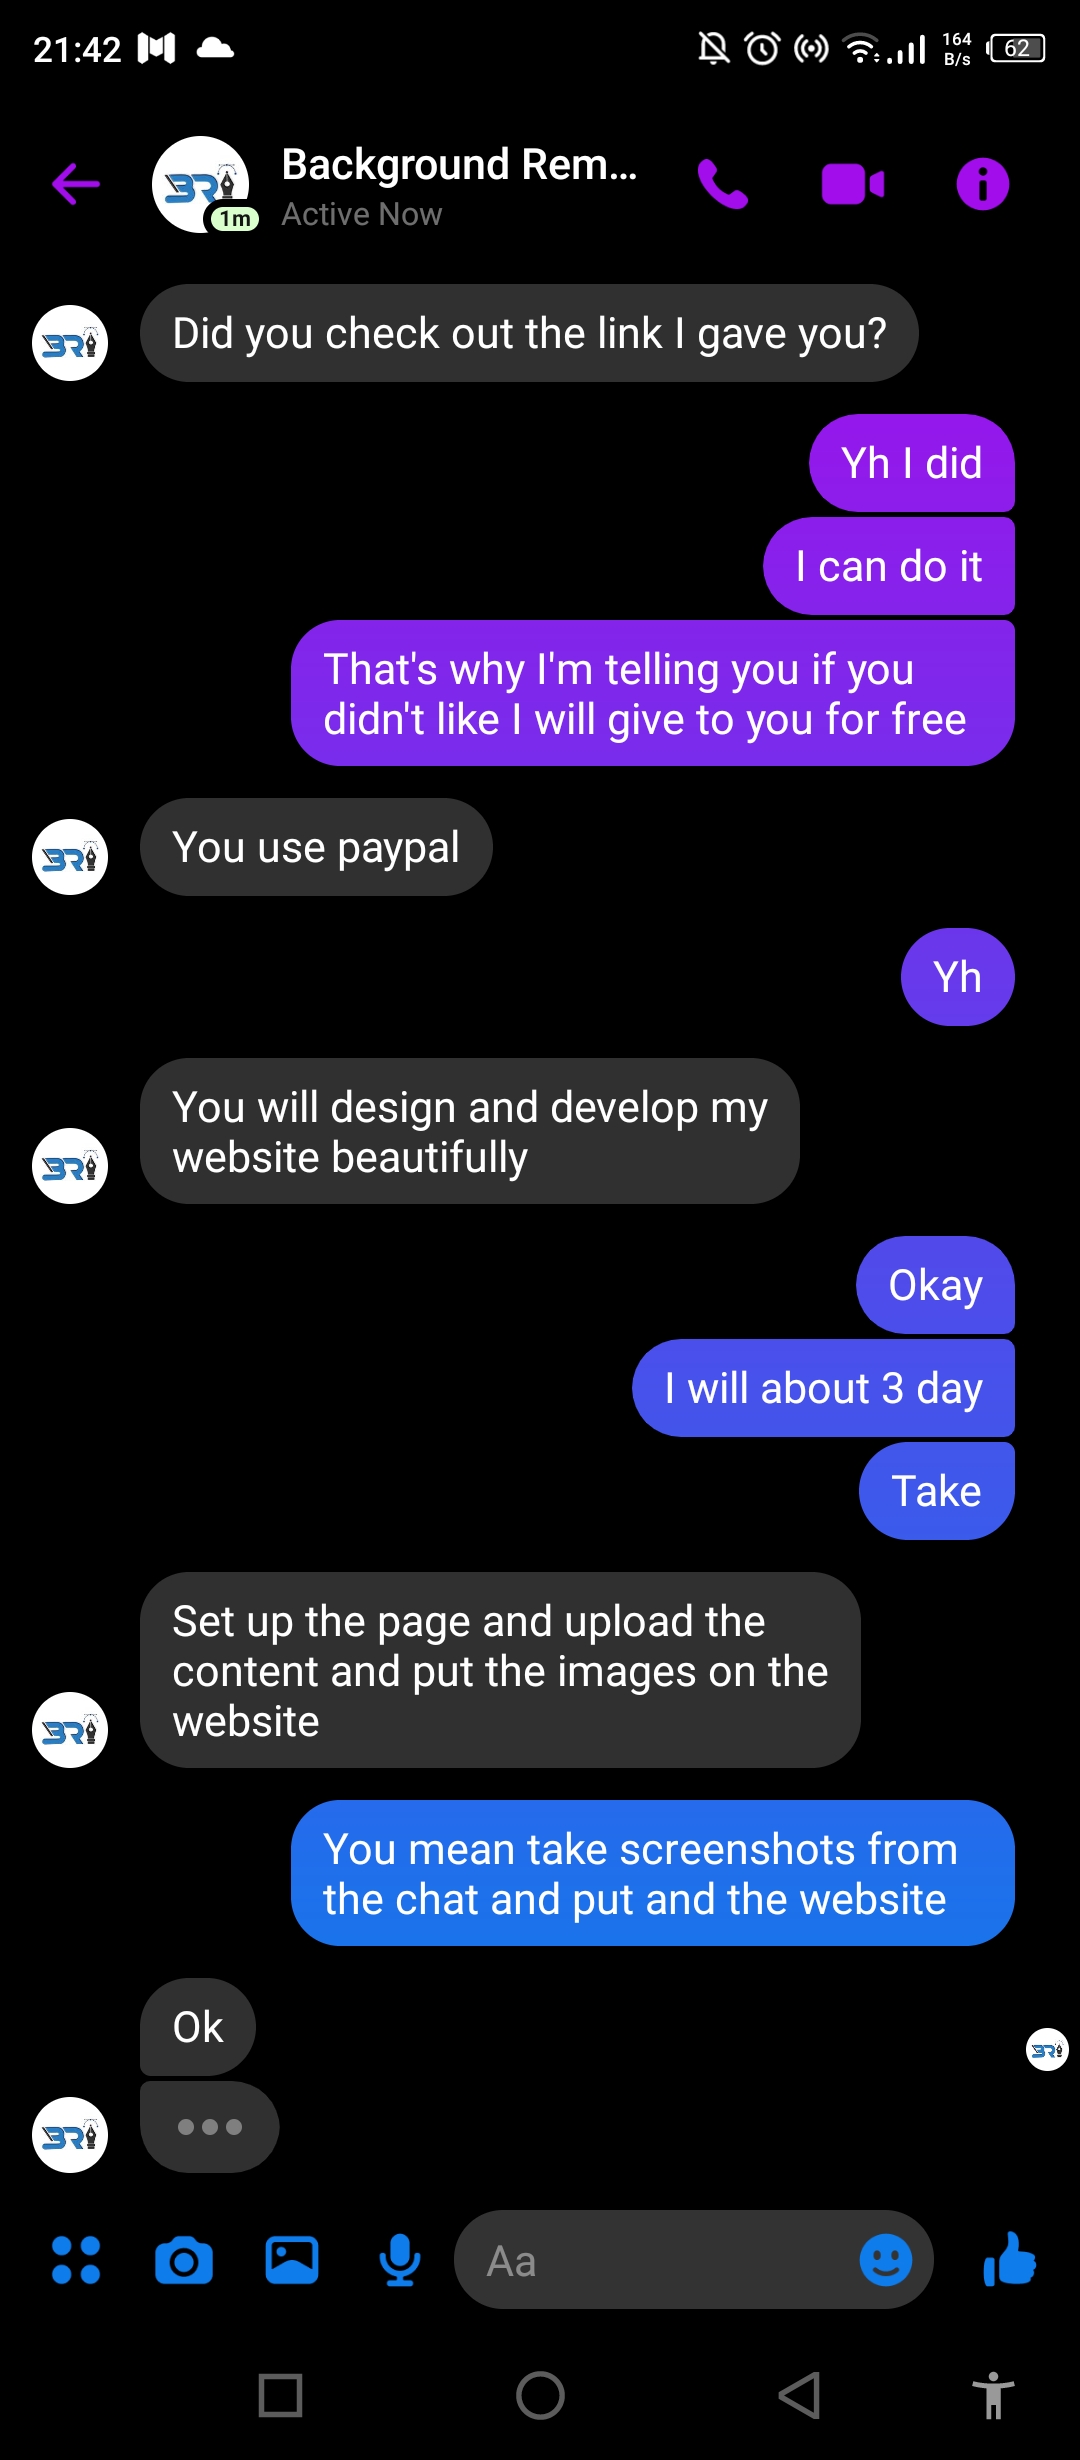 21:42
164
B/s
62
Background Rem...
1m
Active Now
Did you check out the link I gave you?
Yh I did
I can do it
That's why I'm telling you if you
didn't like I will give to you for free
You use paypal
Yh
You will design and develop my
website beautifully
Okay
I will about 3 day
Take
Set up the page and upload the
content and put the images on the
website
You mean take screenshots from
the chat and put and the website
Ok
Aa